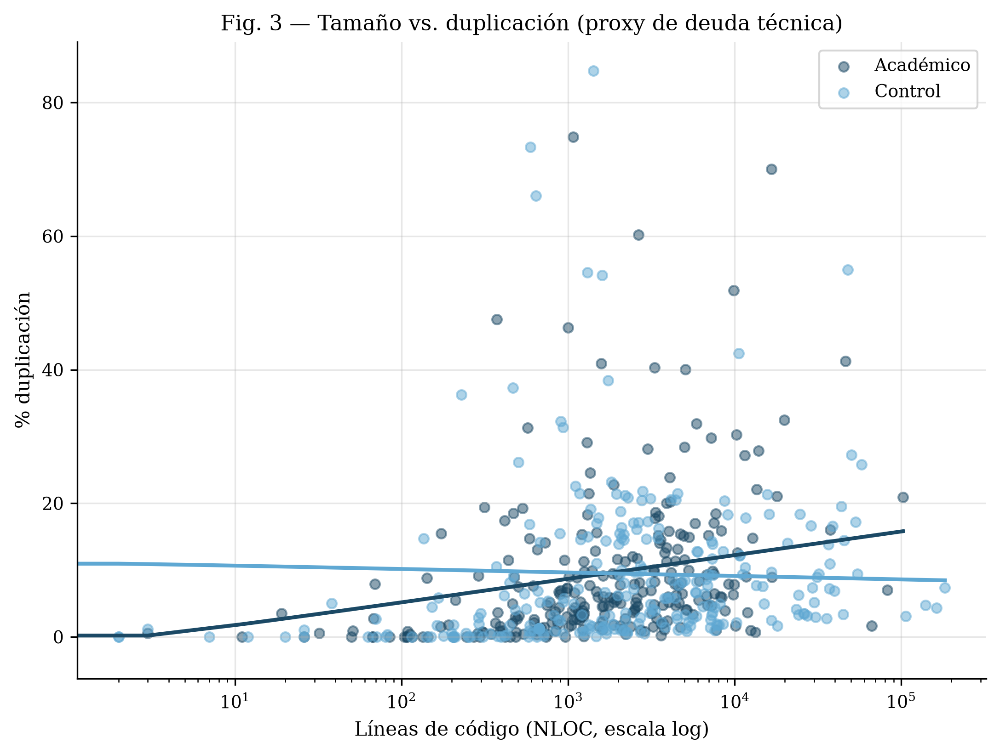 Fig. 3 — Tamaño vs. duplicación (proxy de deuda técnica)
Académico
Control
% duplicación
80
60
40
20
0
10¹
10²
10³
10⁴
10⁵
Líneas de código (NLOC, escala log)